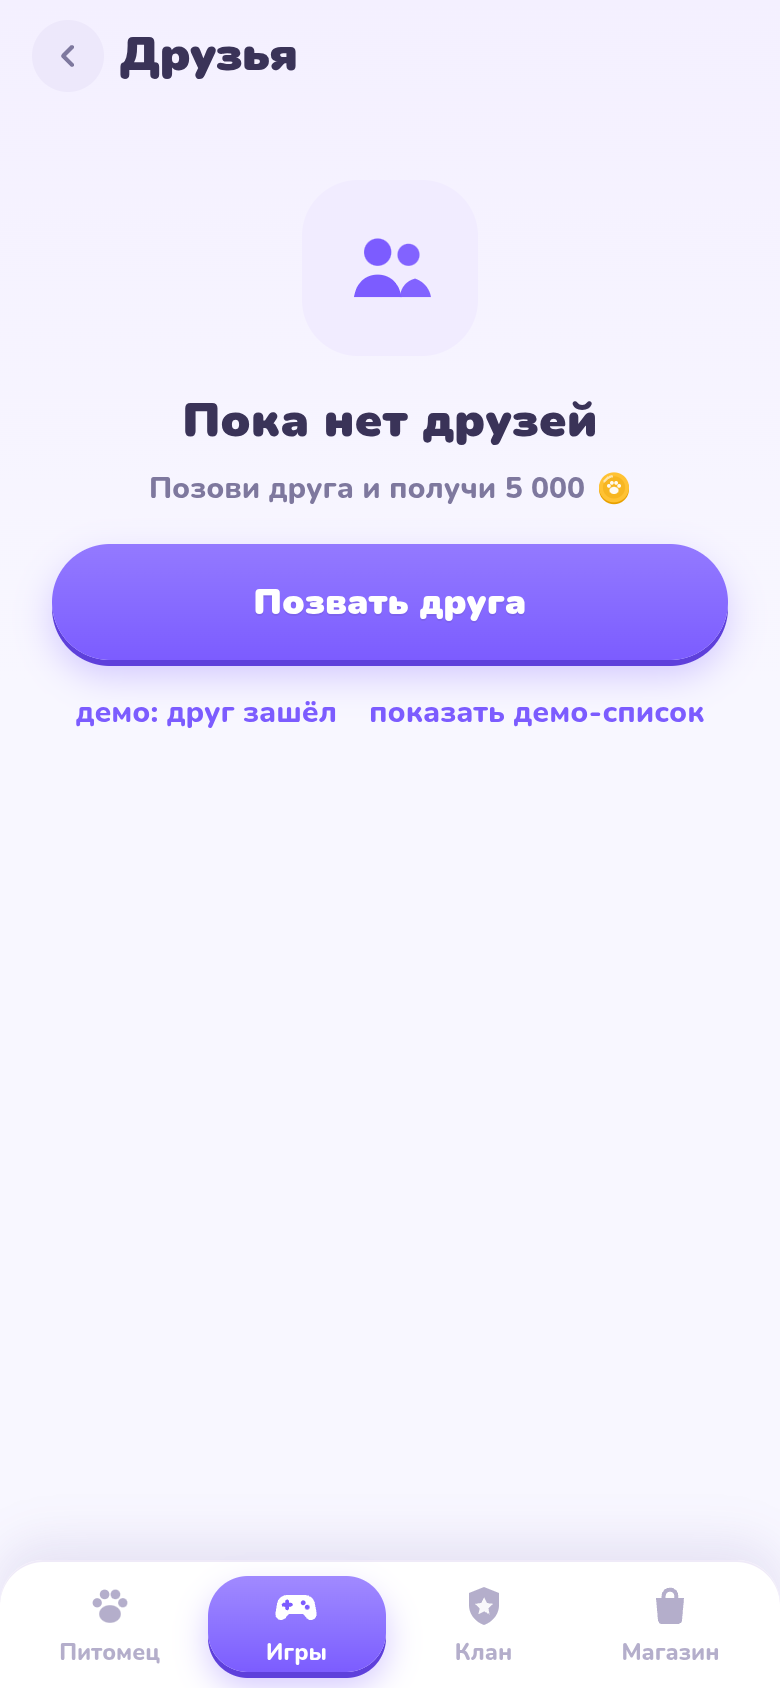 Друзья
Пока нет друзей
Позови друга и получи 5 000
Позвать друга
демо: друг зашёл показать демо-список
Питомец Игры Клан Магазин